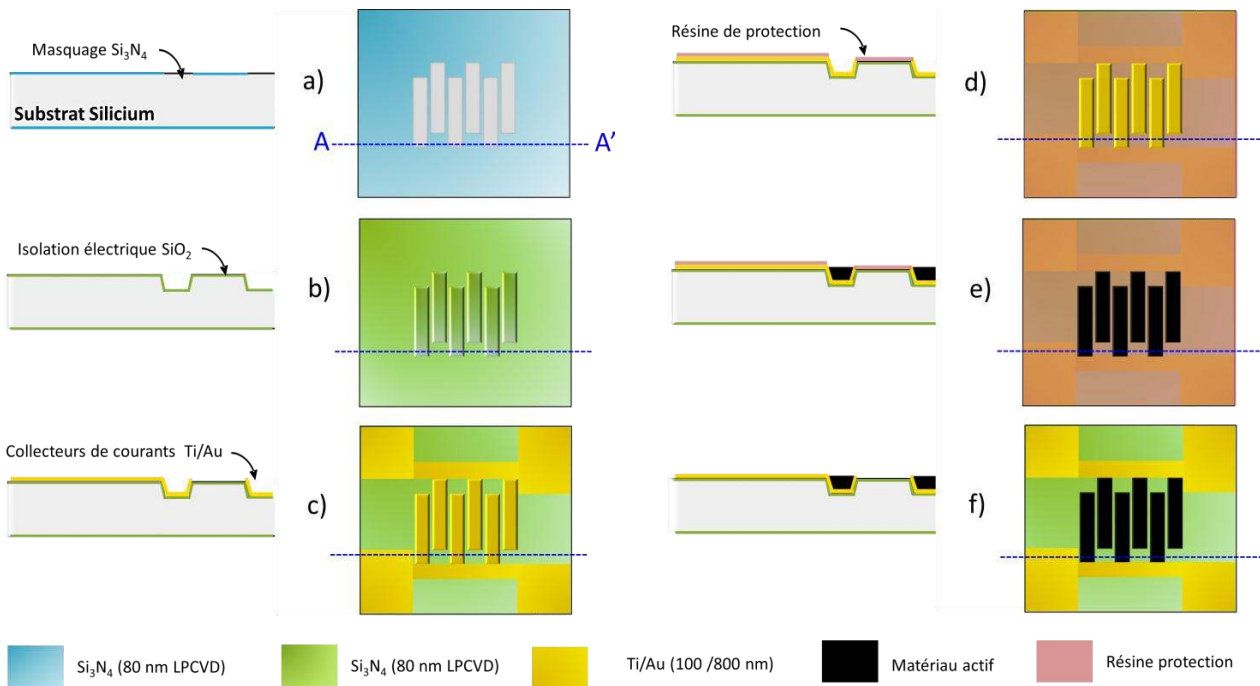 Masquage Si₃N₄
Substrat Silicium
a)
A
A’
Isolation électrique SiO₂
b)
Collecteurs de courants Ti/Au
c)
Résine de protection
d)
e)
f)
Si₃N₄ (80 nm LPCVD)
Si₃N₄ (80 nm LPCVD)
Ti/Au (100 /800 nm)
Matériau actif
Résine protection